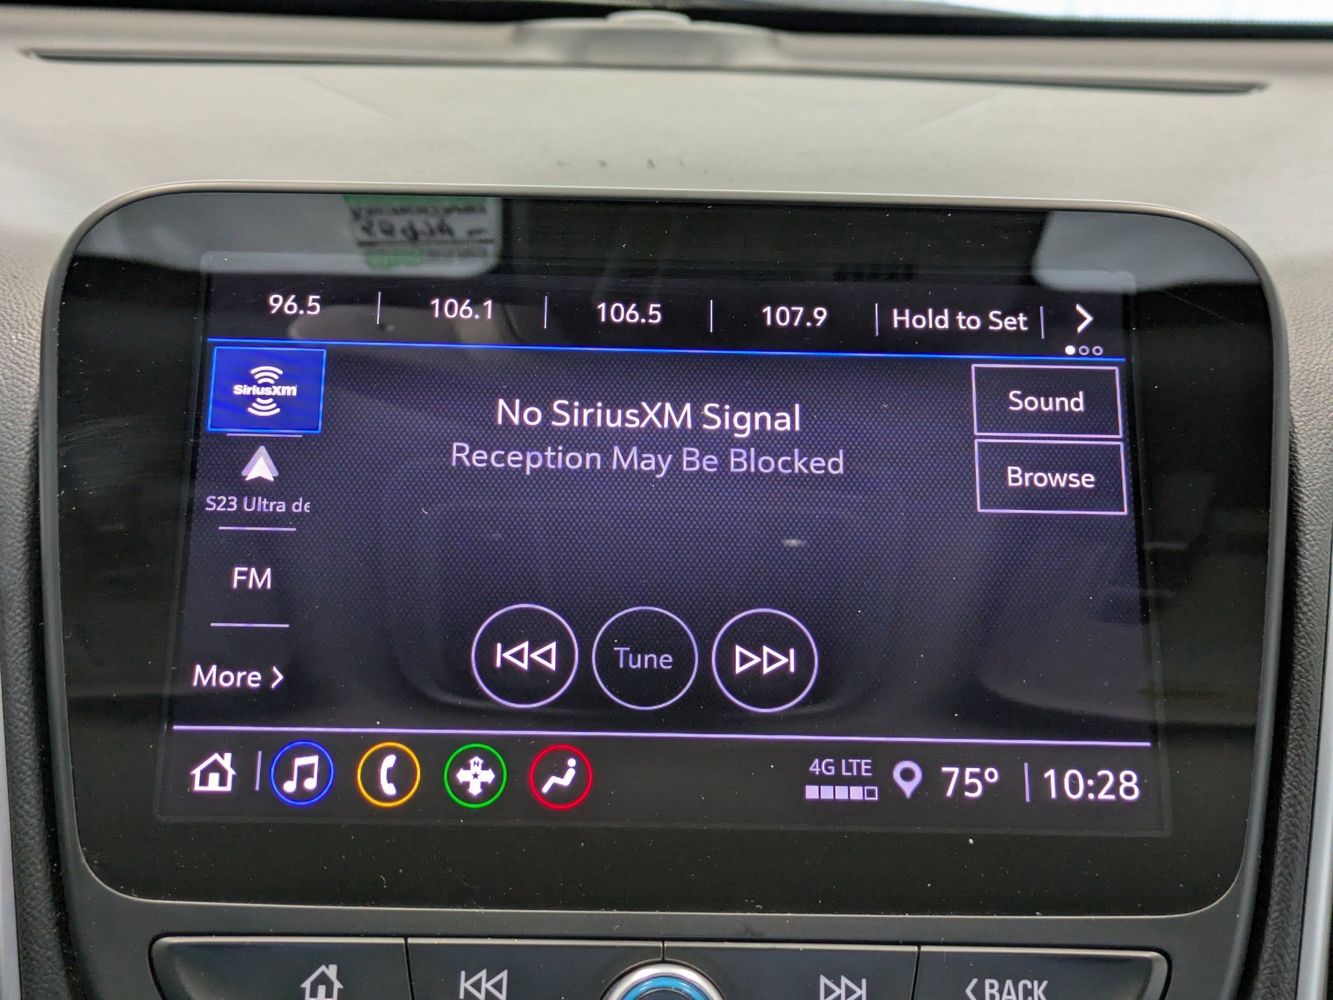 96.5 106.1 106.5 107.9 Hold to Set
SiriusXM
No SiriusXM Signal
Reception May Be Blocked
Sound
Browse
S23 Ultra de
FM
More
Tune
4G LTE 75° 10:28
BACK